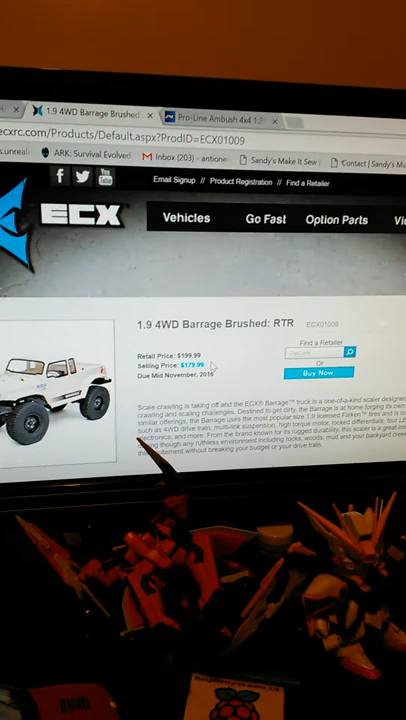 1.9 4WD Barrage Brushed ×
Pro-Line Ambush 4x4 1:2 ×
ecxrc.com/Products/Default.aspx?ProdID=ECX01009
ARK: Survival Evolved
Inbox (203) - antione
Sandy's Make It Sew
Contact | Sandy's Ma
Email Signup // Product Registration // Find a Retailer
ECX
Vehicles
Go Fast
Option Parts
1.9 4WD Barrage Brushed: RTR ECX01009
Find a Retailer
Retail Price: $199.99
Selling Price: $179.99
Due Mid November, 2016
Or
Buy Now
Scale crawling is taking off and the ECX® Barrage™ truck is a one-of-a-kind scaler designed
crawling and scaling challenges. Destined to get dirty, the Barrage is at home forging its own
similar offerings, the Barrage uses the most popular size 1.9 licensed Falken™ tires and is lo
such as 4WD drive train, multi-link suspension, high torque motor, locked differentials, four LE
electronics, and more. From the brand known for its rugged durability, this scaler is a great
though any ruthless environment including rocks, woods, mud and your backyard creek
excitement without breaking your budget or your drive train.